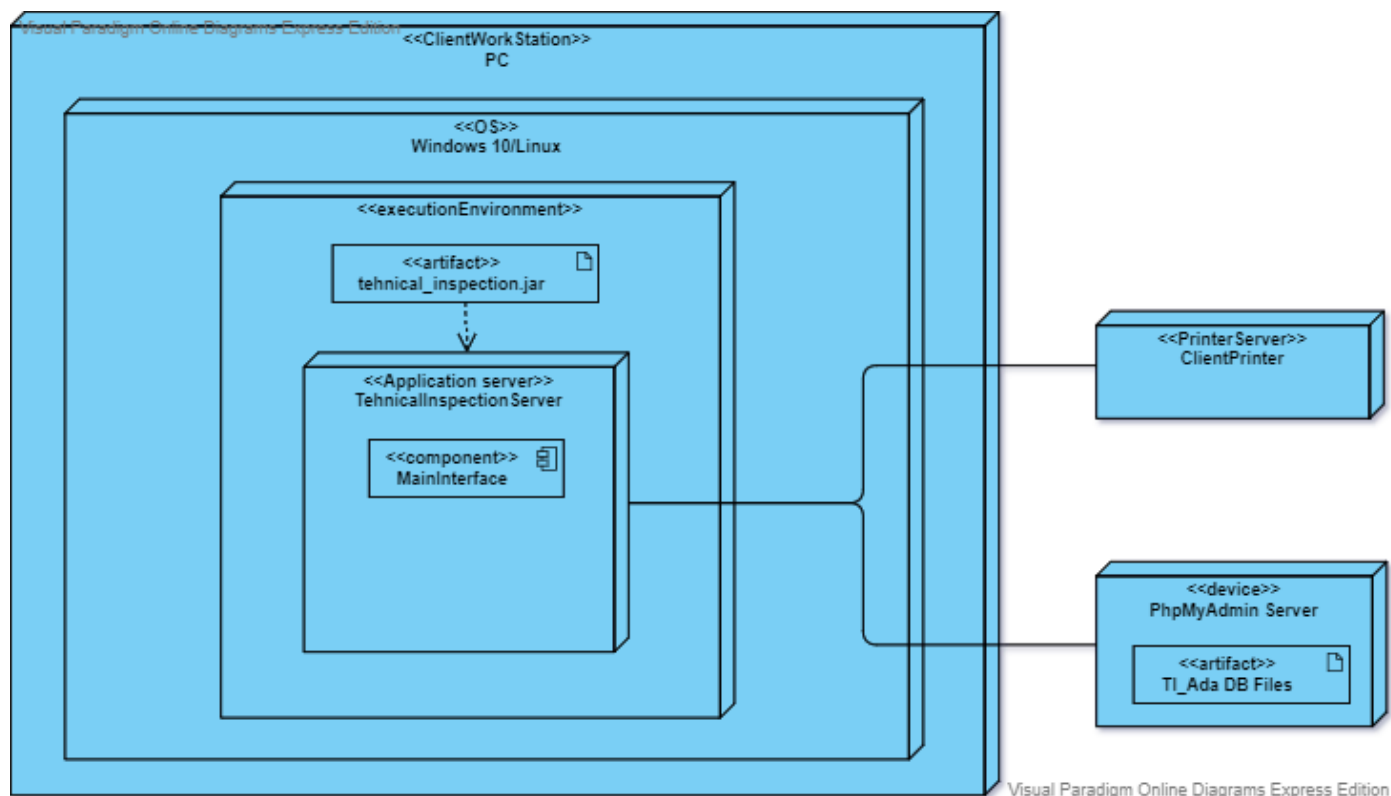 Visual Paradigm Online Diagrams Express Edition
<<ClientWorkStation>>
PC
<<OS>>
Windows 10/Linux
<<executionEnvironment>>
<<artifact>>
tehnical_inspection.jar
<<Application server>>
TehnicalInspectionServer
<<component>>
MainInterface
<<PrinterServer>>
ClientPrinter
<<device>>
PhpMyAdmin Server
<<artifact>>
TI_Ada DB Files
Visual Paradigm Online Diagrams Express Edition